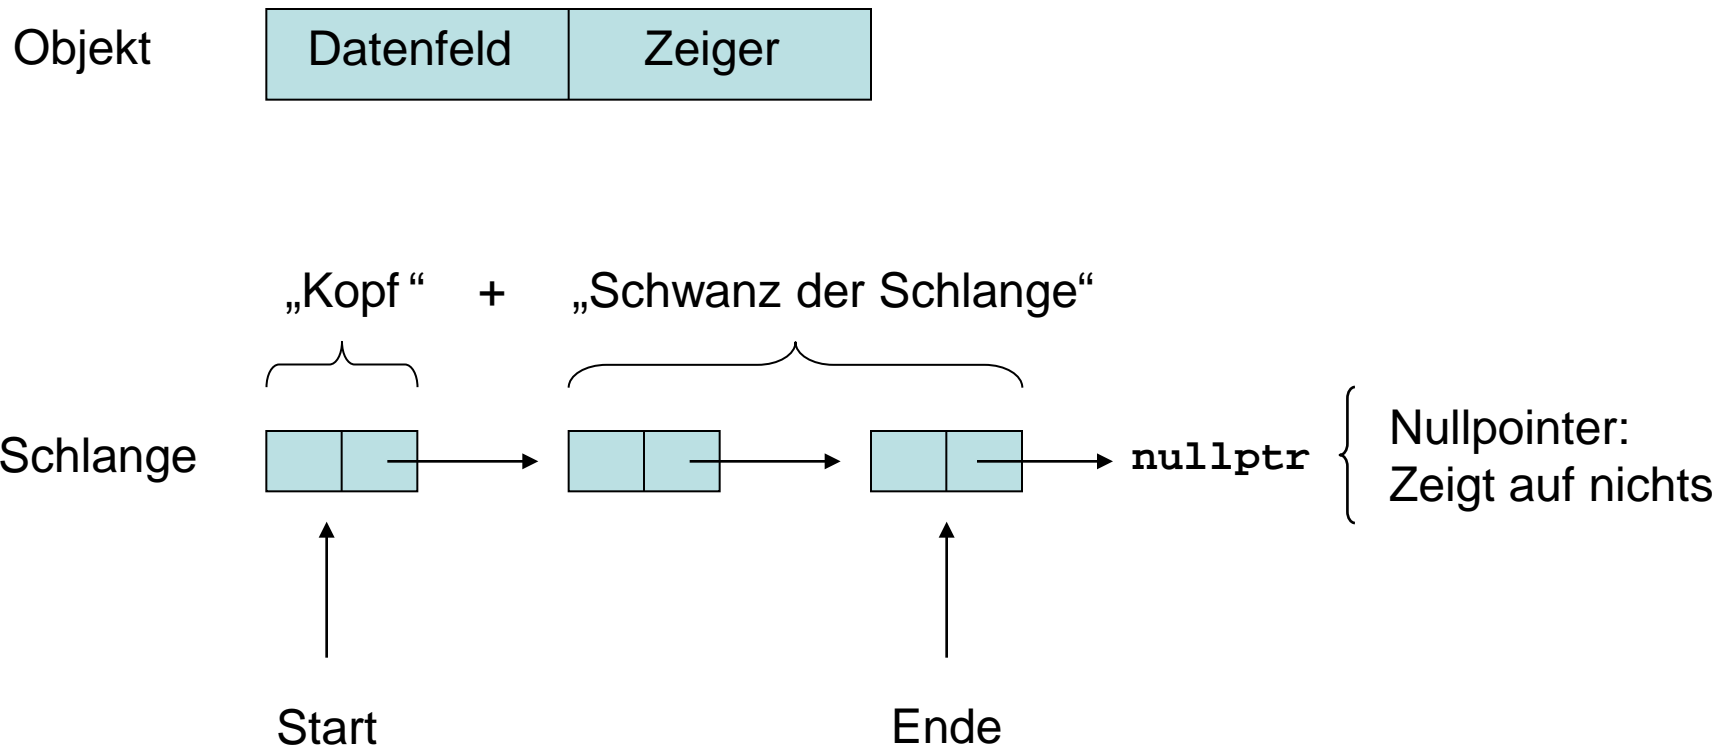 Objekt Datenfeld Zeiger
„Kopf “ + „Schwanz der Schlange“
Schlange nullptr Nullpointer:
Zeigt auf nichts
Start Ende